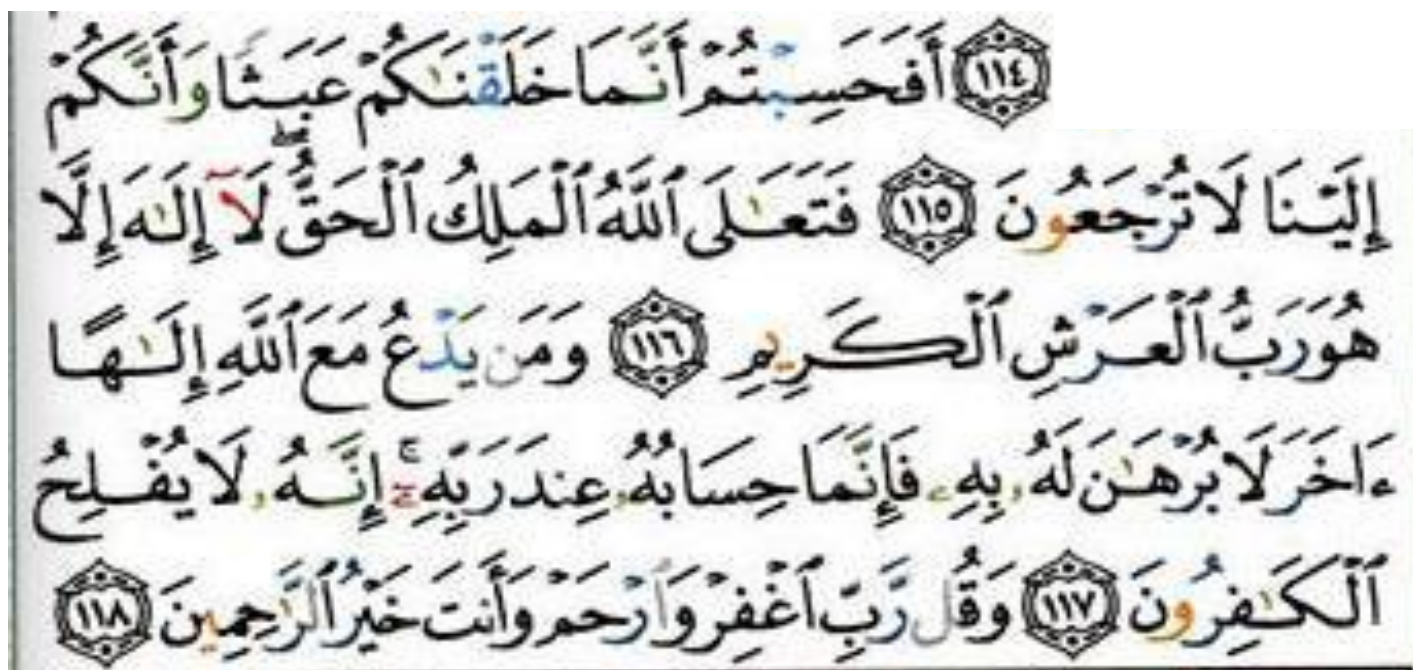 ١١٤ أَفَحَسِبْتُمْ أَنَّمَا خَلَقْنَٰكُمْ عَبَثًا وَأَنَّكُمْ
إِلَيْنَا لَا تُرْجَعُونَ ١١٥ فَتَعَٰلَى ٱللَّهُ ٱلْمَلِكُ ٱلْحَقُّ ۖ لَآ إِلَٰهَ إِلَّا
هُوَ رَبُّ ٱلْعَرْشِ ٱلْكَرِيمِ ١١٦ وَمَن يَدْعُ مَعَ ٱللَّهِ إِلَٰهًا
ءَاخَرَ لَا بُرْهَٰنَ لَهُۥ بِهِۦ فَإِنَّمَا حِسَابُهُۥ عِندَ رَبِّهِۦٓ ۚ إِنَّهُۥ لَا يُفْلِحُ
ٱلْكَٰفِرُونَ ١١٧ وَقُل رَّبِّ ٱغْفِرْ وَٱرْحَمْ وَأَنتَ خَيْرُ ٱلرَّٰحِمِينَ ١١٨